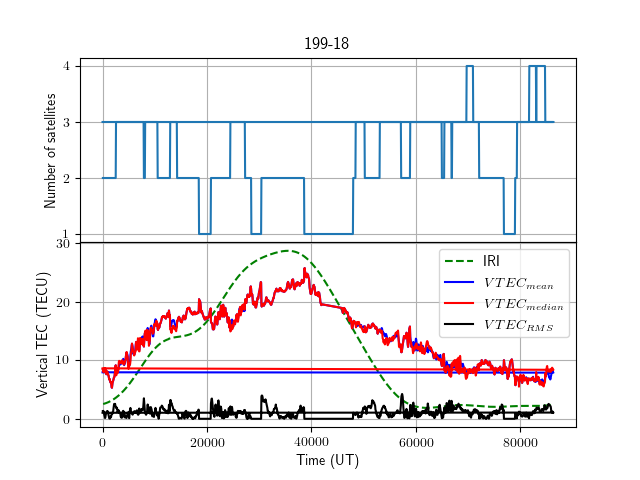 199-18
Number of satellites
4
3
2
1
Vertical TEC (TECU)
30
20
10
0
IRI
VTEC_mean
VTEC_median
VTEC_RMS
0 20000 40000 60000 80000
Time (UT)